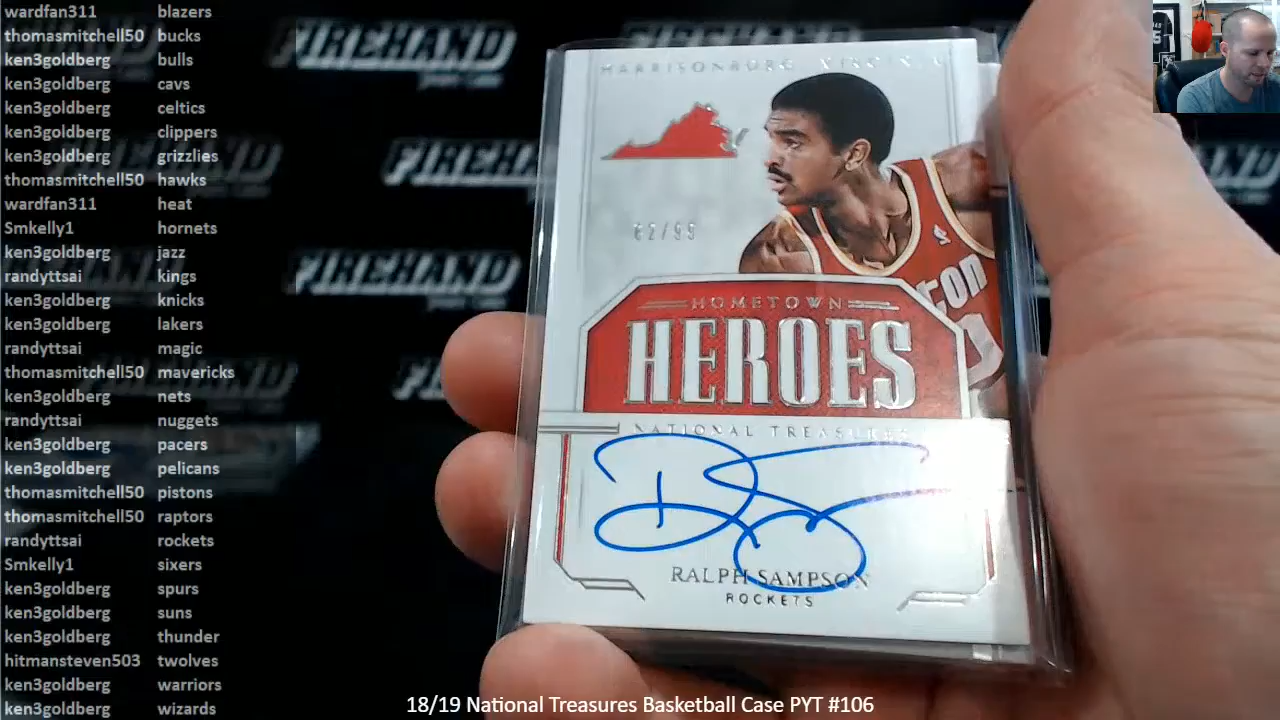 wardfan311 blazers
thomasmitchell50 bucks
ken3goldberg bulls
ken3goldberg cavs
ken3goldberg celtics
ken3goldberg clippers
ken3goldberg grizzlies
thomasmitchell50 hawks
wardfan311 heat
Smkelly1 hornets
ken3goldberg jazz
randyttsai kings
ken3goldberg knicks
ken3goldberg lakers
randyttsai magic
thomasmitchell50 mavericks
ken3goldberg nets
randyttsai nuggets
ken3goldberg pacers
ken3goldberg pelicans
thomasmitchell50 pistons
thomasmitchell50 raptors
randyttsai rockets
Smkelly1 sixers
ken3goldberg spurs
ken3goldberg suns
ken3goldberg thunder
hitmansteven503 twolves
ken3goldberg warriors
ken3goldberg wizards
FIREHAND
FIREHAND
FIREHAND
HARRISONBURG VIRGINIA
62/99
HOMETOWN
HEROES
NATIONAL TREASURES
RALPH SAMPSON
ROCKETS
18/19 National Treasures Basketball Case PYT #106